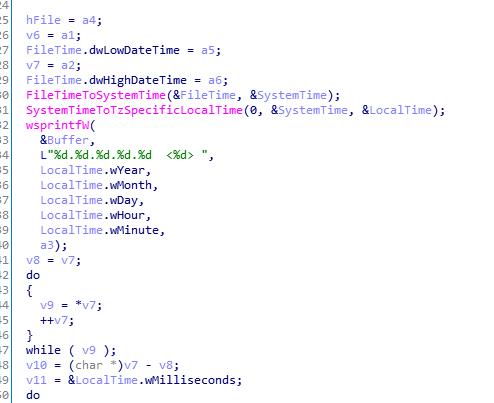 24
25 hFile = a4;
26 v6 = a1;
27 FileTime.dwLowDateTime = a5;
28 v7 = a2;
29 FileTime.dwHighDateTime = a6;
30 FileTimeToSystemTime(&FileTime, &SystemTime);
31 SystemTimeToTzSpecificLocalTime(0, &SystemTime, &LocalTime);
32 wsprintfW(
33 &Buffer,
34 L"%d.%d.%d.%d.%d  <%d> ",
35 LocalTime.wYear,
36 LocalTime.wMonth,
37 LocalTime.wDay,
38 LocalTime.wHour,
39 LocalTime.wMinute,
40 a3);
41 v8 = v7;
42 do
43 {
44 v9 = *v7;
45 ++v7;
46 }
47 while ( v9 );
48 v10 = (char *)v7 - v8;
49 v11 = &LocalTime.wMilliseconds;
50 do